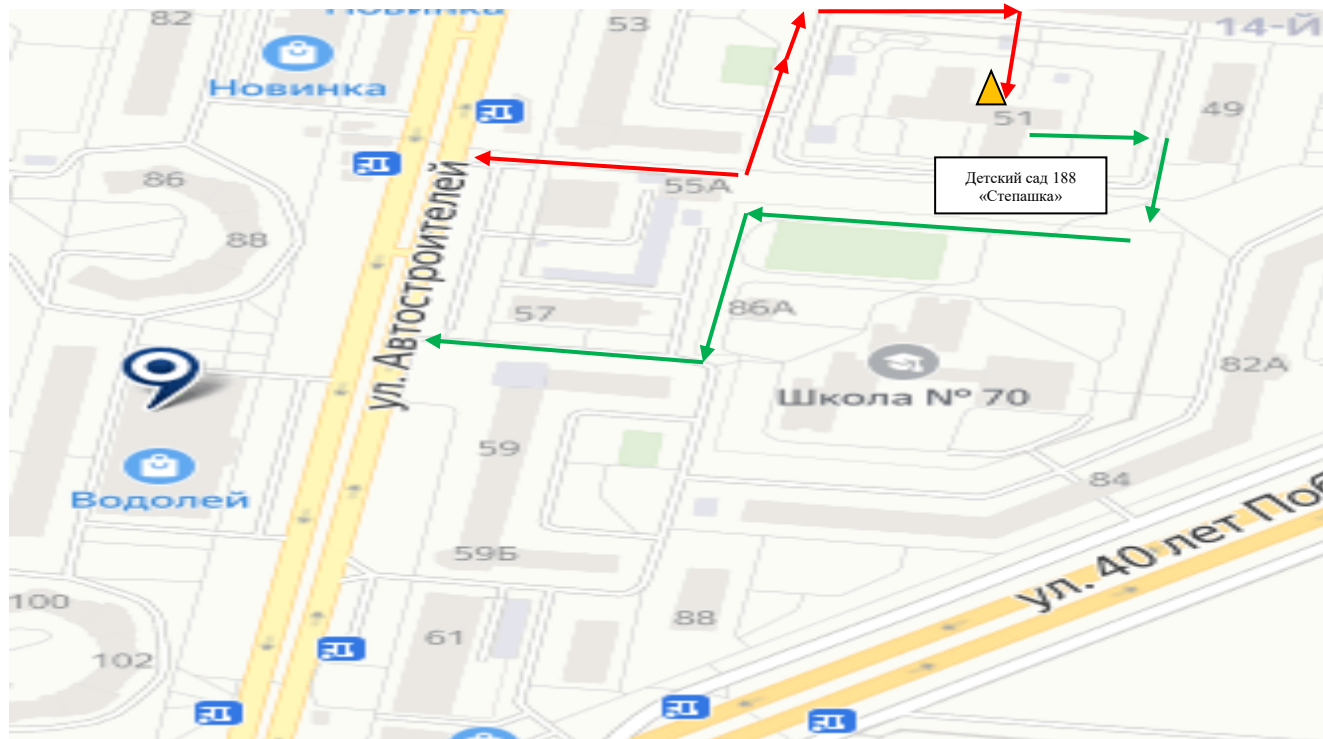 Новинка
82
53
14-Й
Новинка
49
51
Детский сад 188
«Степашка»
86
55А
88
ул. Автостроителей
57
86А
82А
Школа № 70
59
84
Водолей
ул. 40 лет Поб
59Б
100
88
61
102